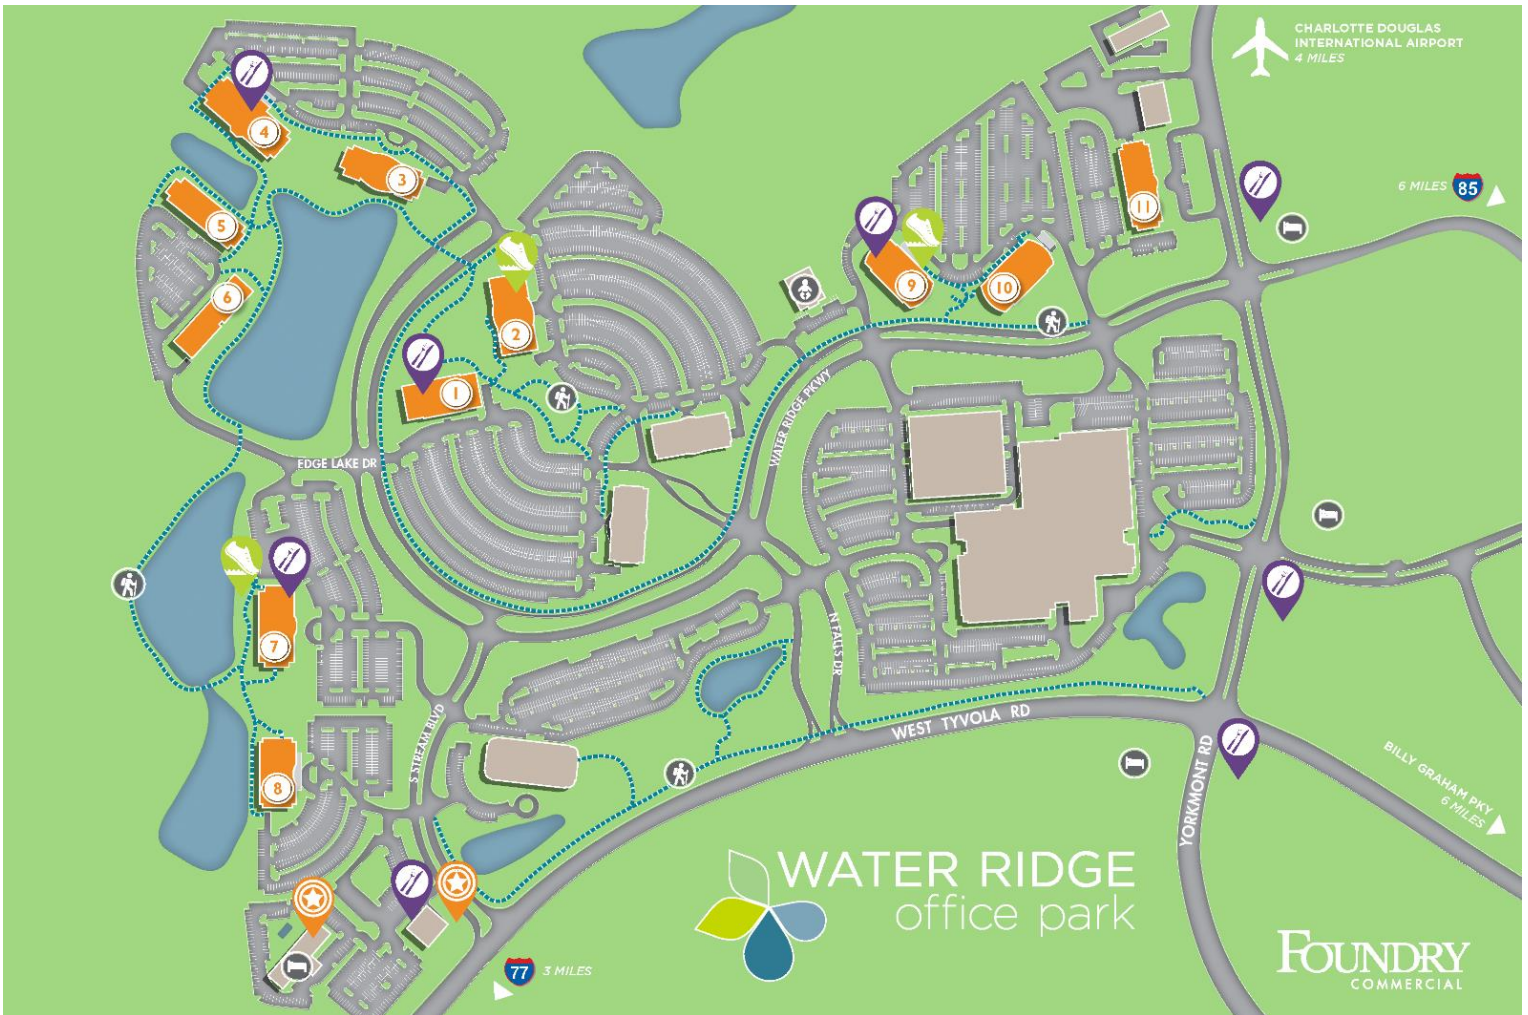 CHARLOTTE DOUGLAS
INTERNATIONAL AIRPORT
4 MILES
4
3
5
6 MILES 85
11
6
9
10
2
1
WATER RIDGE PKWY
EDGE LAKE DR
7
N FALLS DR
S STREAM BLVD
WEST TYVOLA RD
8
YORKMONT RD
BILLY GRAHAM PKY
6 MILES
WATER RIDGE
office park
FOUNDRY
COMMERCIAL
77 3 MILES